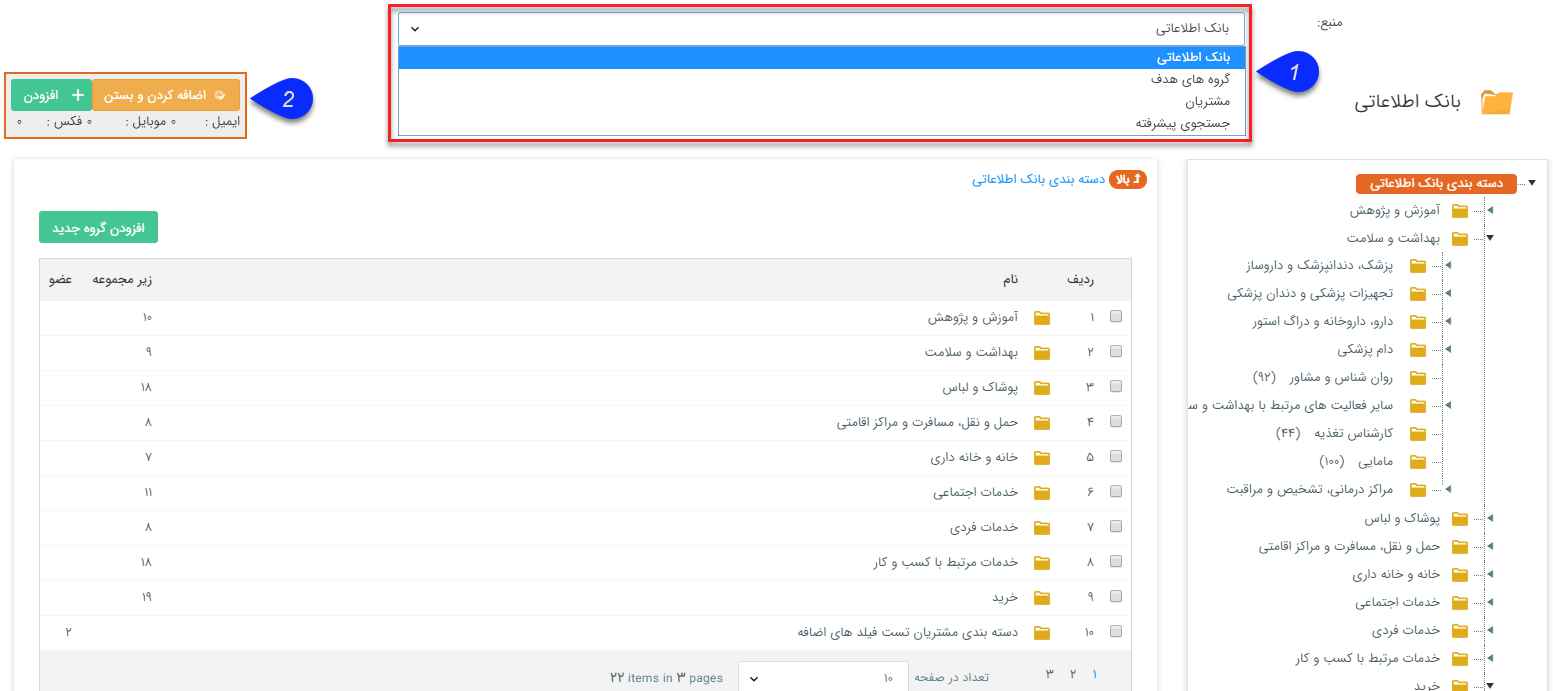 منبع:
بانک اطلاعاتی
بانک اطلاعاتی
گروه های هدف
مشتریان
جستجوی پیشرفته
1
بانک اطلاعاتی
اضافه کردن و بستن
افزودن
ایمیل : ۰ موبایل : ۰ فکس : ۰
2
دسته بندی بانک اطلاعاتی
آموزش و پژوهش
بهداشت و سلامت
پزشک، دندانپزشک و داروساز
تجهیزات پزشکی و دندان پزشکی
دارو، داروخانه و دراگ استور
دام پزشکی
روان شناس و مشاور (۹۲)
سایر فعالیت های مرتبط با بهداشت و س
کارشناس تغذیه (۴۴)
مامایی (۱۰۰)
مراکز درمانی، تشخیص و مراقبت
پوشاک و لباس
حمل و نقل، مسافرت و مراکز اقامتی
خانه و خانه داری
خدمات اجتماعی
خدمات فردی
خدمات مرتبط با کسب و کار
خرید
بالا دسته بندی بانک اطلاعاتی
افزودن گروه جدید
ردیف نام زیر مجموعه عضو
۱ آموزش و پژوهش ۱۰
۲ بهداشت و سلامت ۹
۳ پوشاک و لباس ۱۸
۴ حمل و نقل، مسافرت و مراکز اقامتی ۸
۵ خانه و خانه داری ۷
۶ خدمات اجتماعی ۱۱
۷ خدمات فردی ۸
۸ خدمات مرتبط با کسب و کار ۱۸
۹ خرید ۱۹
۱۰ دسته بندی مشتریان تست فیلد های اضافه ۲
۱ ۲ ۳
تعداد در صفحه ۱۰
۲۲ items in ۳ pages